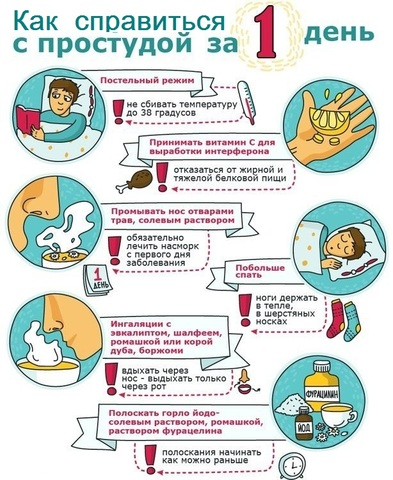 Как справиться
с простудой за 1 день
Постельный режим
не сбивать температуру
до 38 градусов
Принимать витамин С для
выработки интерферона
отказаться от жирной и
тяжелой белковой пищи
Промывать нос отварами
трав, солевым раствором
обязательно
лечить насморк
с первого дня
заболевания
1
ДЕНЬ
Побольше
спать
ноги держать
в тепле,
в шерстяных
носках
Ингаляции с
эвкалиптом, шалфеем,
ромашкой или корой
дуба, боржоми
вдыхать через
нос - выдыхать только
через рот
ФУРАЦИЛИН
ЙОД
Полоскать горло йодо-
солевым раствором, ромашкой,
раствором фурацелина
полоскания начинать
как можно раньше